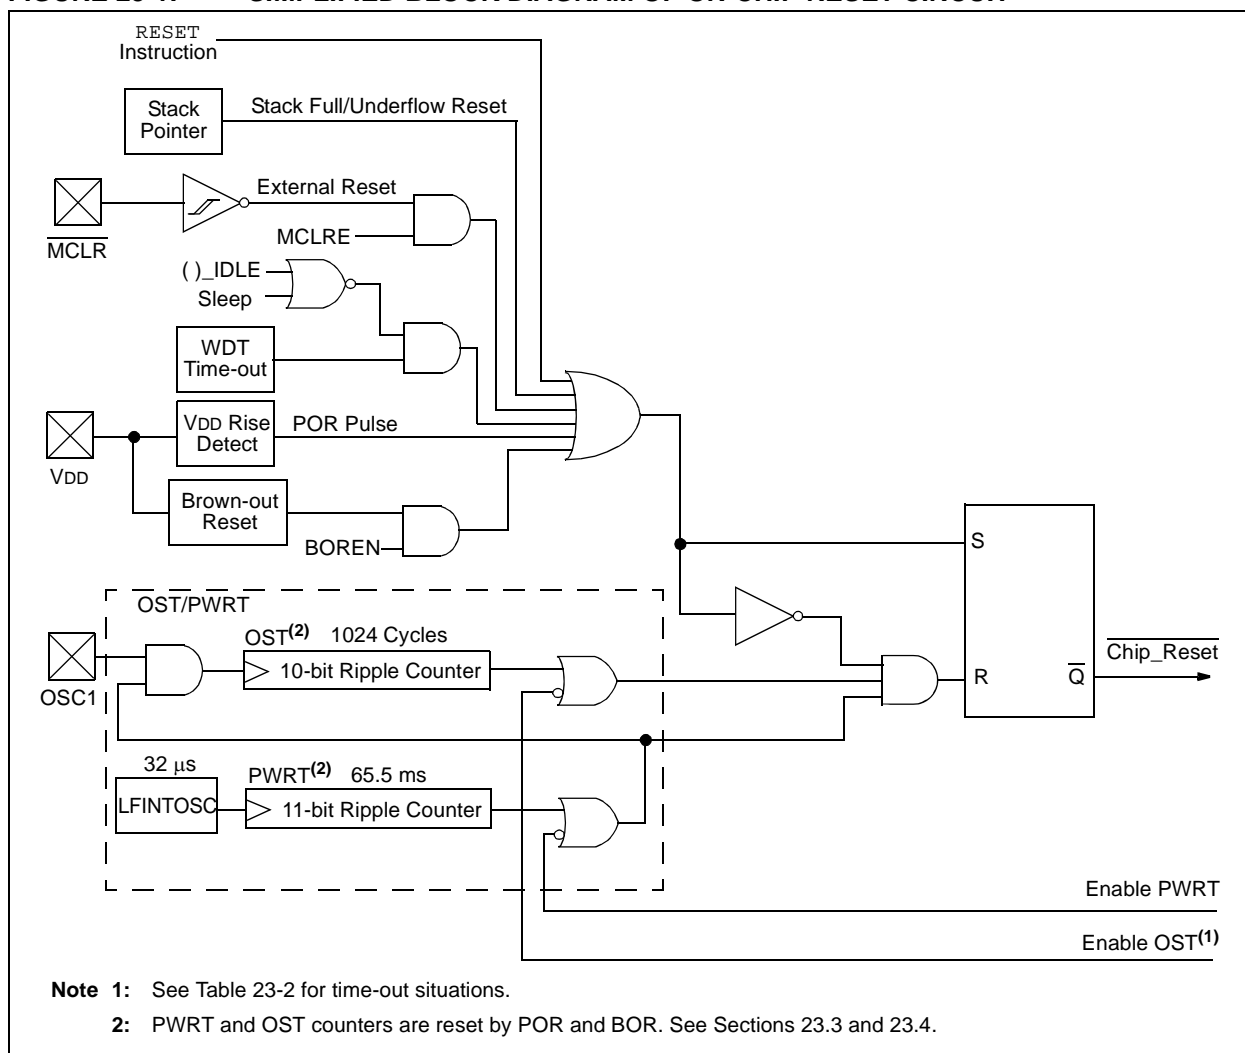 RESET
Instruction
Stack
Pointer
Stack Full/Underflow Reset
External Reset
MCLR
MCLRE
( )_IDLE
Sleep
WDT
Time-out
VDD Rise
Detect
POR Pulse
VDD
Brown-out
Reset
BOREN
S
OST/PWRT
OST(2) 1024 Cycles
10-bit Ripple Counter
OSC1
R
Q
Chip_Reset
32 µs
LFINTOSC
PWRT(2) 65.5 ms
11-bit Ripple Counter
Enable PWRT
Enable OST(1)
Note 1: See Table 23-2 for time-out situations.
2: PWRT and OST counters are reset by POR and BOR. See Sections 23.3 and 23.4.